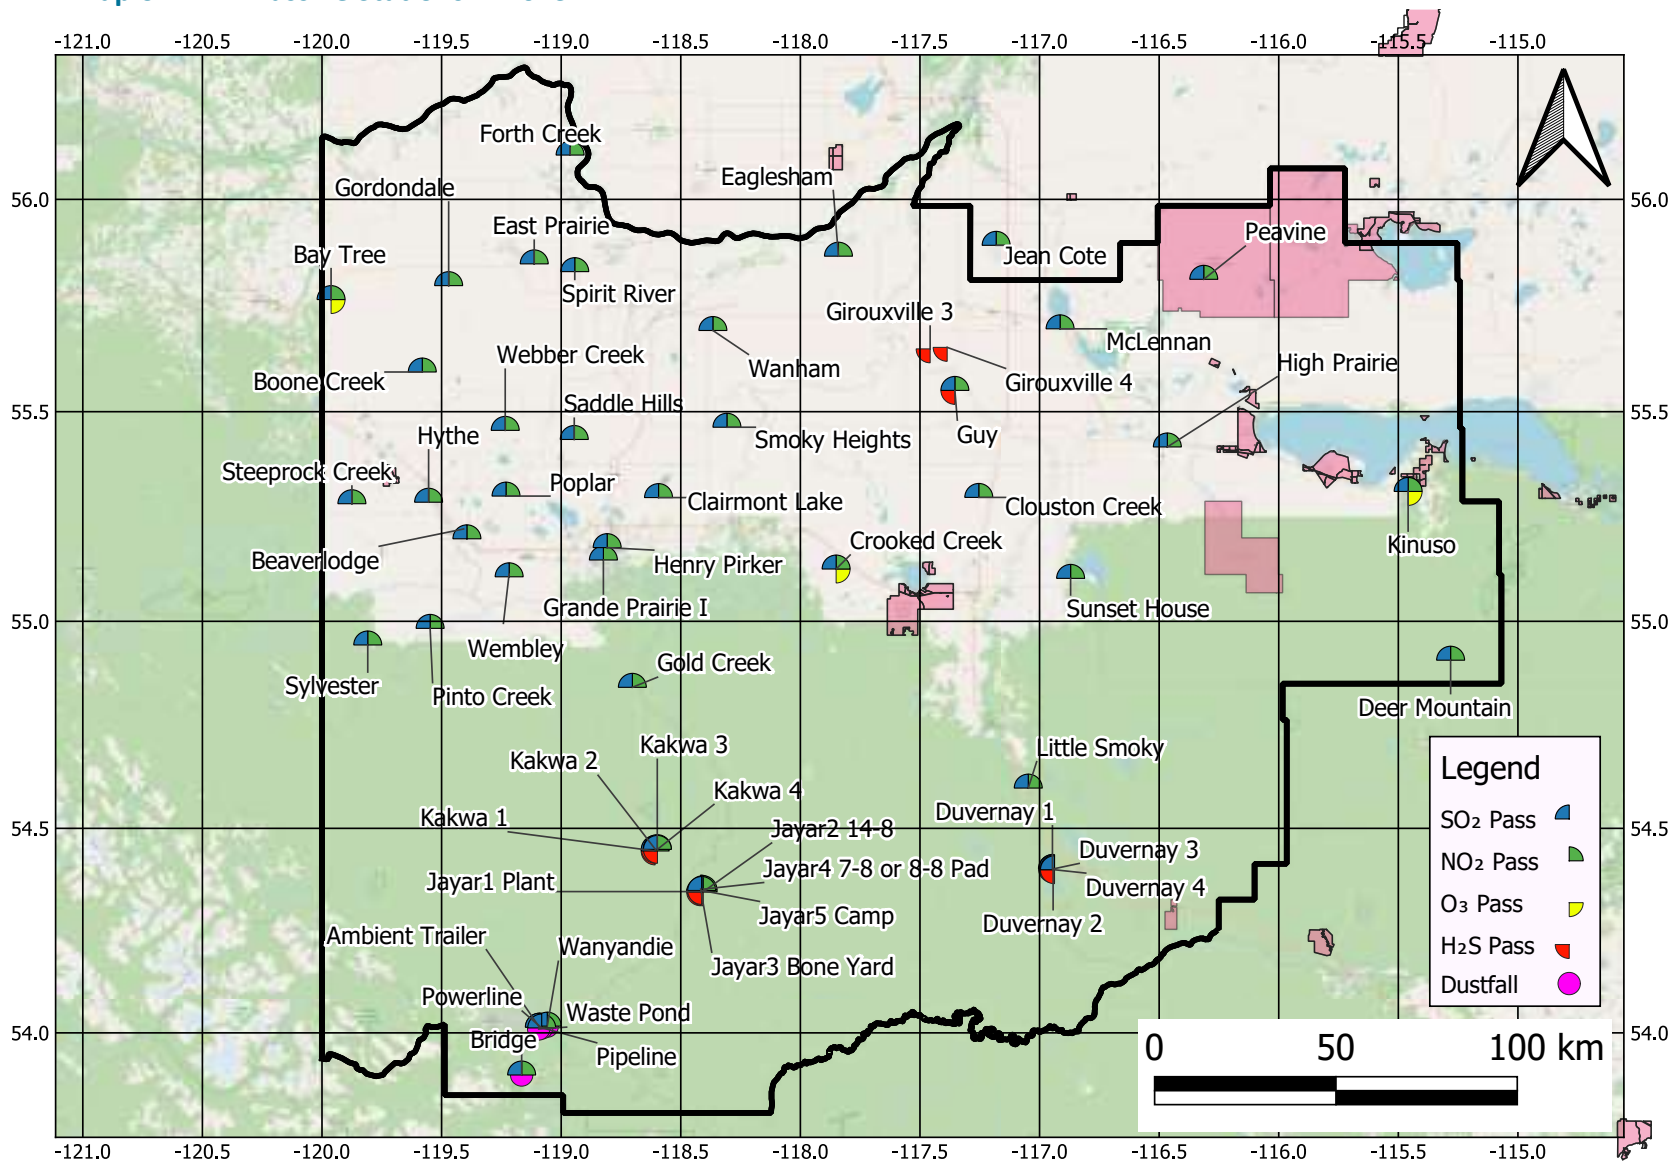 -121.0 -120.5 -120.0 -119.5 -119.0 -118.5 -118.0 -117.5 -117.0 -116.5 -116.0 -115.5 -115.0
Forth Creek
Gordondale
Eaglesham
56.0 56.0
East Prairie
Peavine
Bay Tree
Jean Cote
Spirit River
Girouxville 3
McLennan
Webber Creek
High Prairie
Wanham
Boone Creek
Girouxville 4
Saddle Hills
55.5 55.5
Hythe
Smoky Heights
Guy
Steeprock Creek
Poplar
Clairmont Lake
Clouston Creek
Crooked Creek
Kinuso
Beaverlodge
Henry Pirker
Grande Prairie I
Sunset House
55.0 55.0
Wembley
Gold Creek
Sylvester
Pinto Creek
Deer Mountain
Kakwa 3
Little Smoky
Kakwa 2
Legend
Kakwa 4
Duvernay 1
Kakwa 1
SO₂ Pass
54.5 54.5
Jayar2 14-8
Duvernay 3
NO₂ Pass
Jayar4 7-8 or 8-8 Pad
Jayar1 Plant
Duvernay 4
O₃ Pass
Jayar5 Camp
Duvernay 2
Ambient Trailer
Wanyandie
H₂S Pass
Jayar3 Bone Yard
Dustfall
Powerline
Waste Pond
54.0 54.0
Bridge
Pipeline
0 50 100 km
-121.0 -120.5 -120.0 -119.5 -119.0 -118.5 -118.0 -117.5 -117.0 -116.5 -116.0 -115.5 -115.0